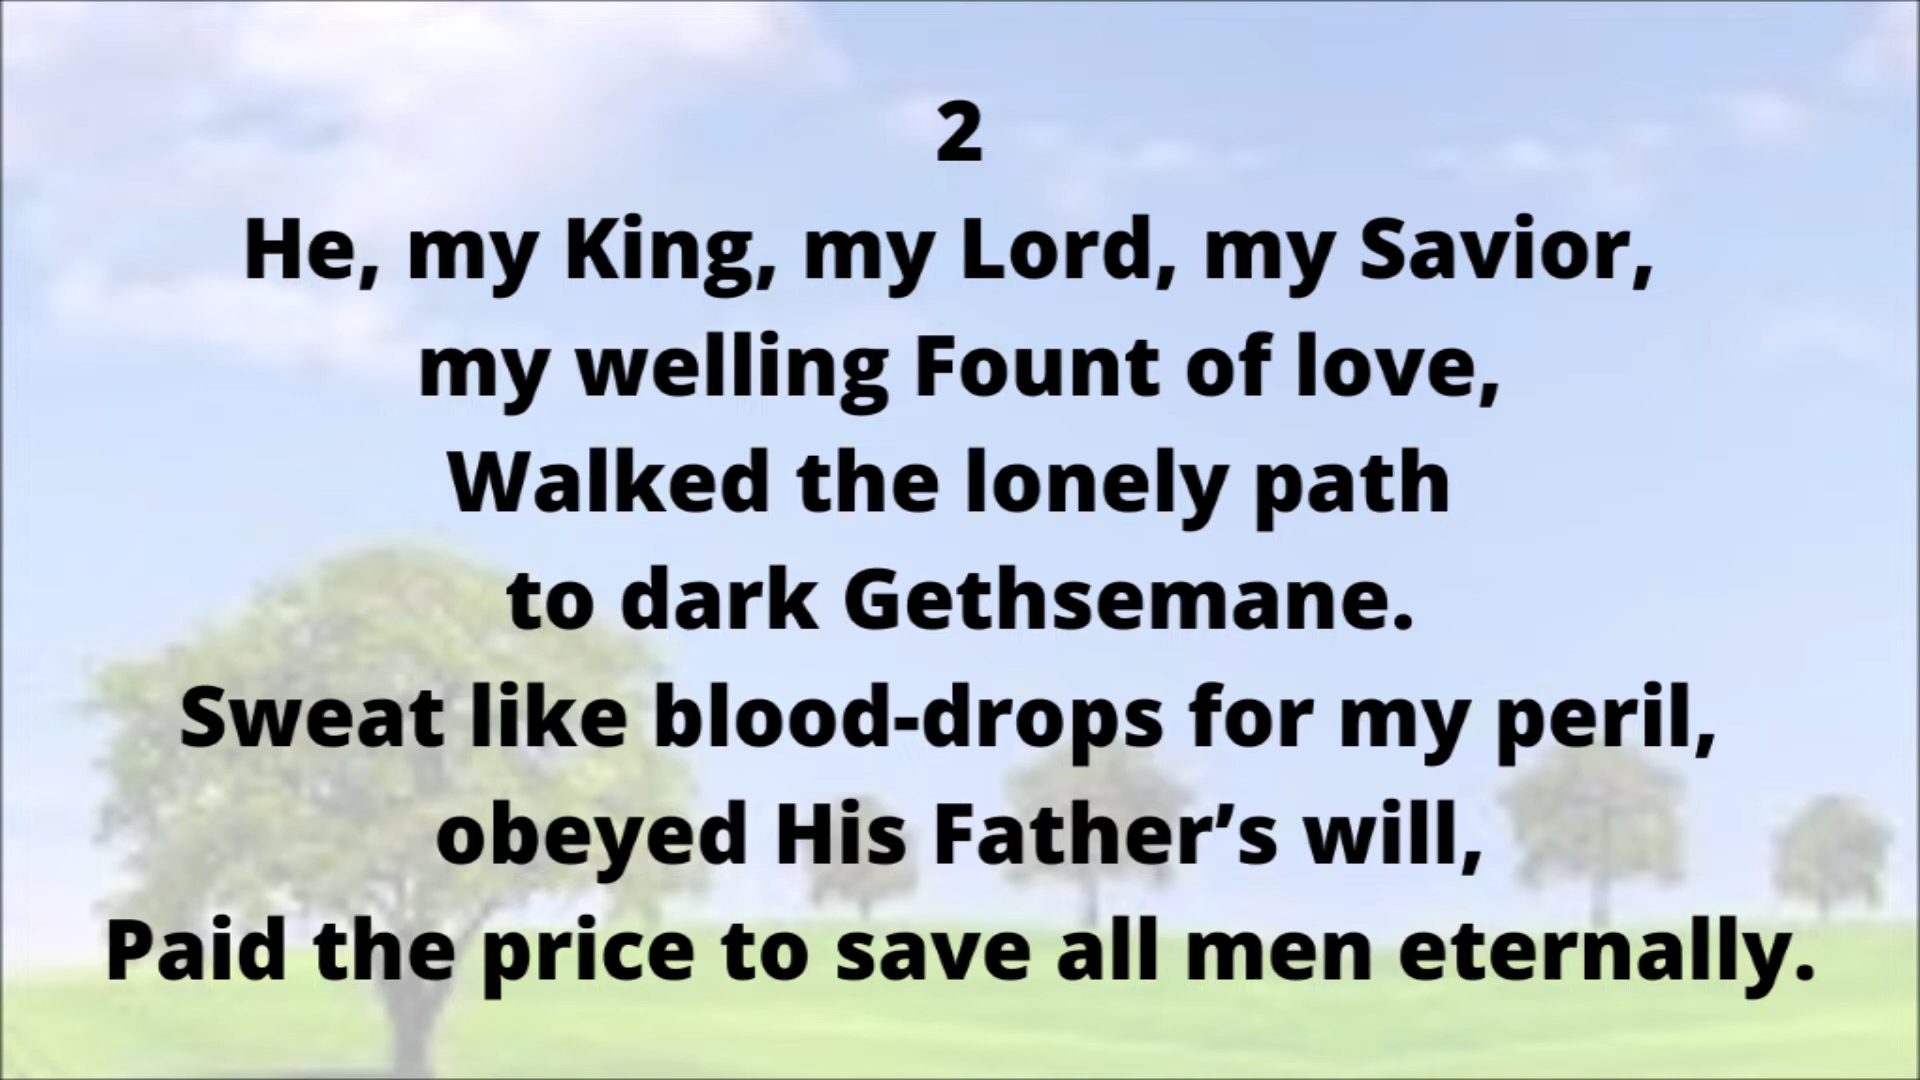 2
He, my King, my Lord, my Savior,
my welling Fount of love,
Walked the lonely path
to dark Gethsemane.
Sweat like blood-drops for my peril,
obeyed His Father’s will,
Paid the price to save all men eternally.